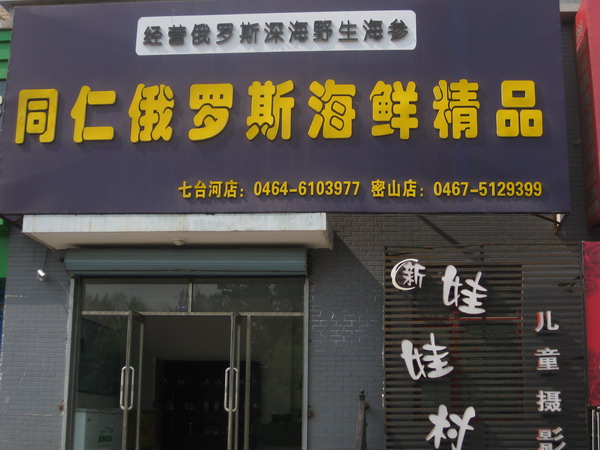 经营俄罗斯深海野生海参
同仁俄罗斯海鲜精品
七台河店：0464-6103977 密山店：0467-5129399
新
娃娃村
儿童摄影